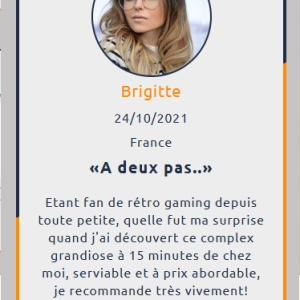 Brigitte
24/10/2021
France
«A deux pas..»
Etant fan de rétro gaming depuis
toute petite, quelle fut ma surprise
quand j'ai découvert ce complex
grandiose à 15 minutes de chez
moi, serviable et à prix abordable,
je recommande très vivement!